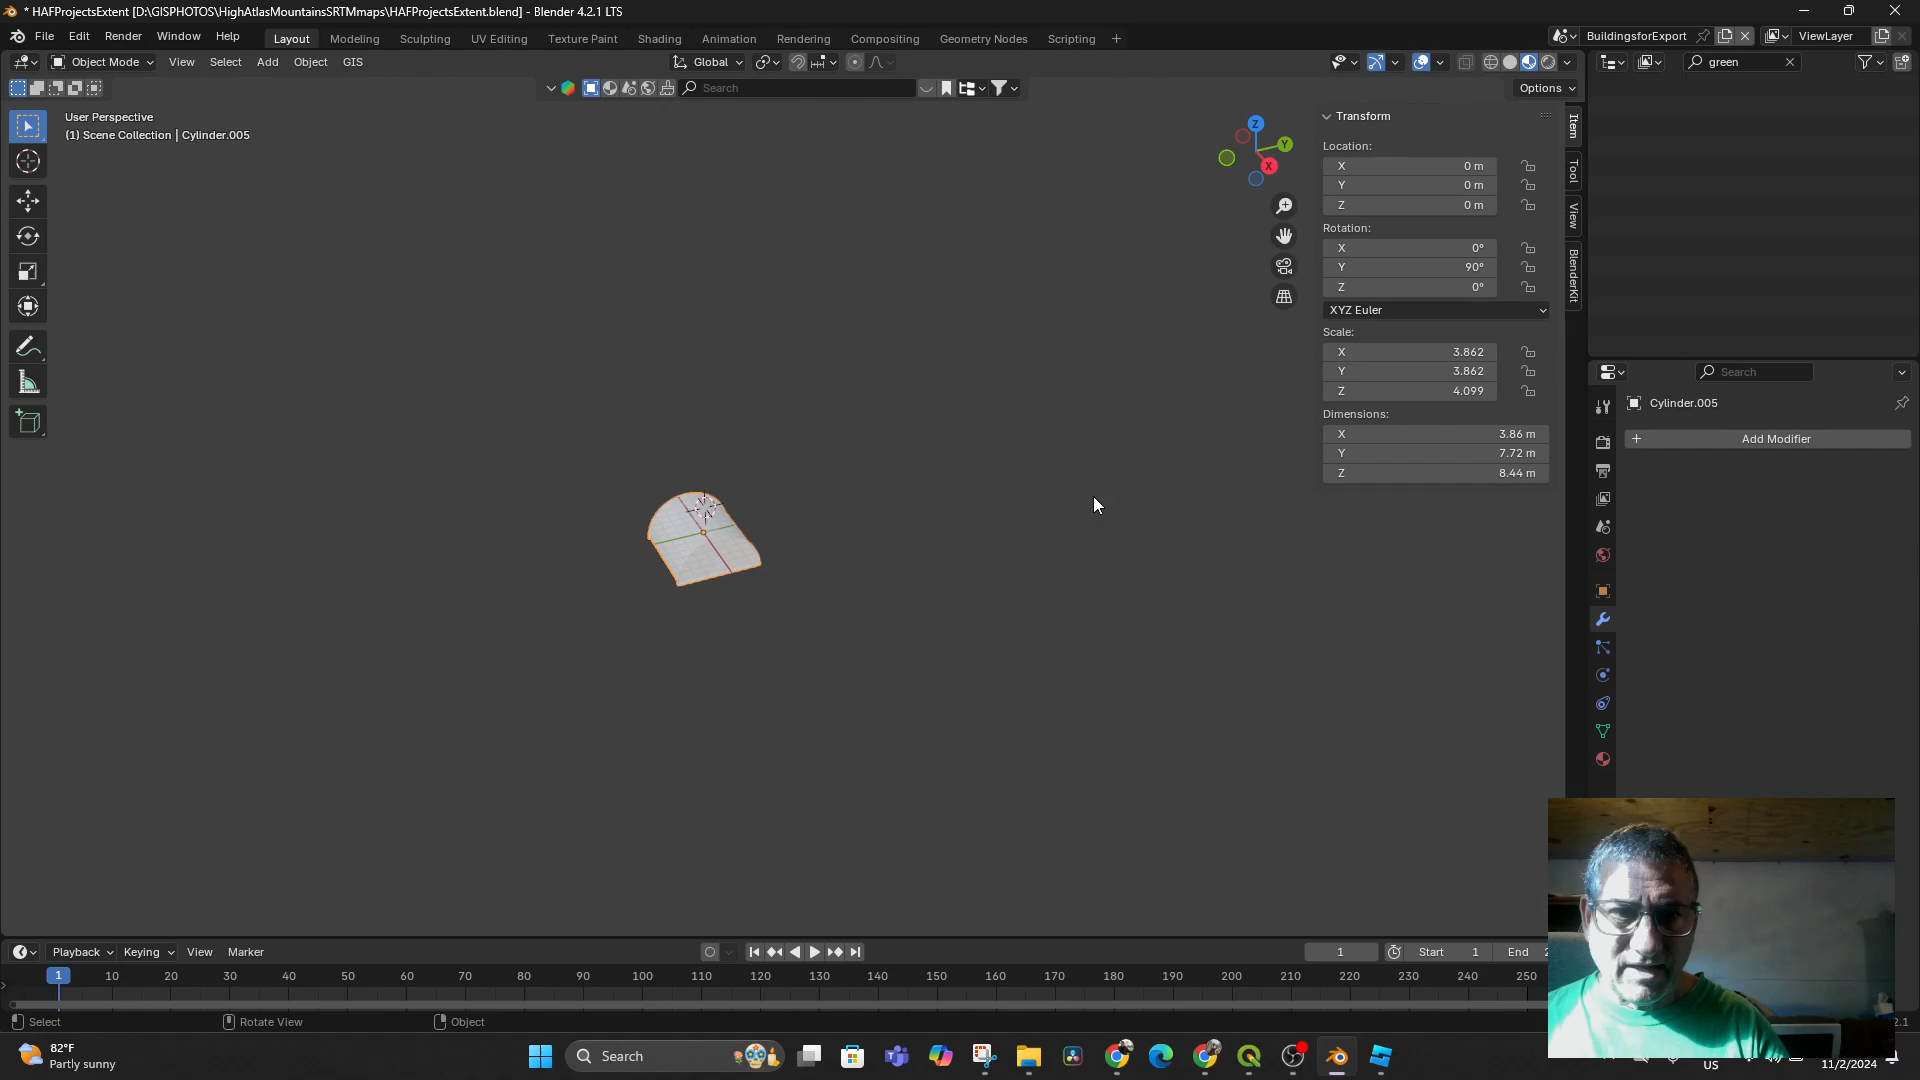 * HAFProjectsExtent [D:\GISPHOTOS\HighAtlasMountainsSRTMmaps\HAFProjectsExtent.blend] - Blender 4.2.1 LTS
File Edit Render Window Help Layout Modeling Sculpting UV Editing Texture Paint Shading Animation Rendering Compositing Geometry Nodes Scripting + BuildingsforExport ViewLayer
Object Mode View Select Add Object GIS Global green
Search Options
User Perspective
(1) Scene Collection | Cylinder.005
Z
Y
X
Transform
Location:
X 0 m
Y 0 m
Z 0 m
Rotation:
X 0°
Y 90°
Z 0°
XYZ Euler
Scale:
X 3.862
Y 3.862
Z 4.099
Dimensions:
X 3.86 m
Y 7.72 m
Z 8.44 m
Item
Tool
View
BlenderKit
Search
Cylinder.005
+ Add Modifier
Playback Keying View Marker 1 Start 1 End 2
1 10 20 30 40 50 60 70 80 90 100 110 120 130 140 150 160 170 180 190 200 210 220 230 240 250
Select Rotate View Object 2.1
82°F
Partly sunny
Search
US
11/2/2024